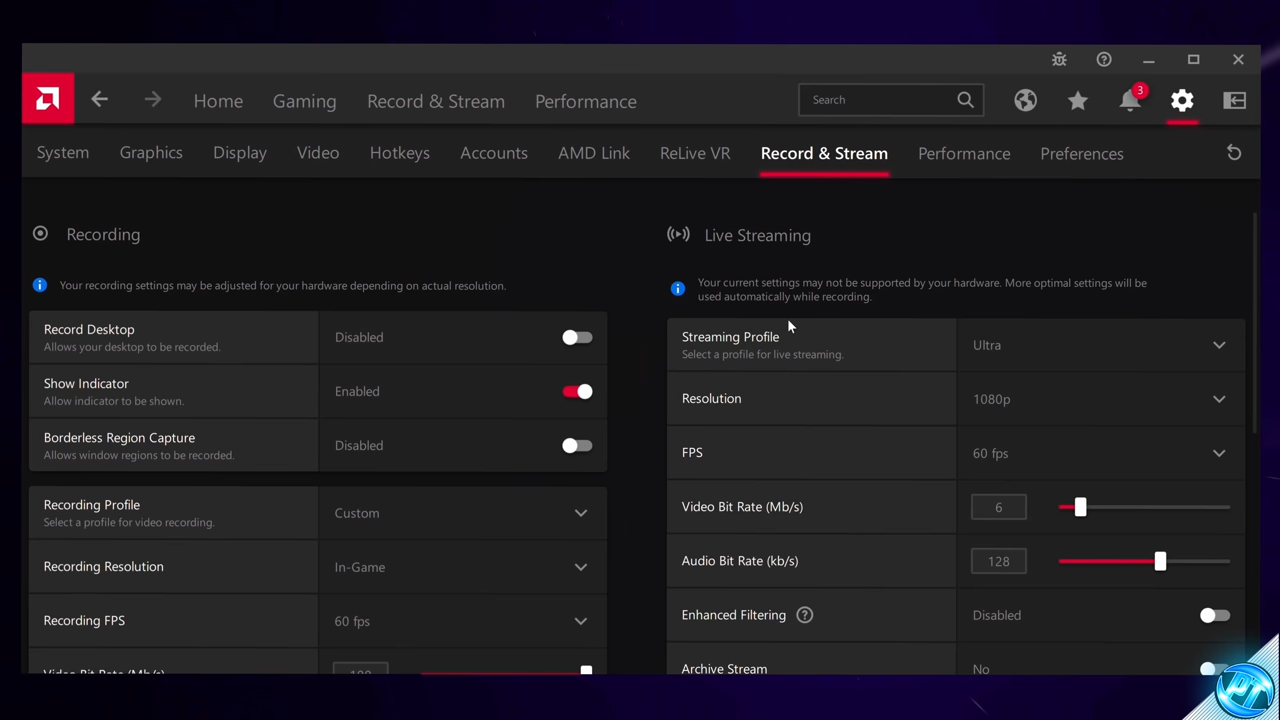 3
Home
Gaming
Record & Stream
Performance
Search
System
Graphics
Display
Video
Hotkeys
Accounts
AMD Link
ReLive VR
Record & Stream
Performance
Preferences
Recording
Your recording settings may be adjusted for your hardware depending on actual resolution.
Record Desktop
Allows your desktop to be recorded.
Disabled
Show Indicator
Allow indicator to be shown.
Enabled
Borderless Region Capture
Allows window regions to be recorded.
Disabled
Recording Profile
Select a profile for video recording.
Custom
Recording Resolution
In-Game
Recording FPS
60 fps
Video Bit Rate (Mb/s)
Live Streaming
Your current settings may not be supported by your hardware. More optimal settings will be
used automatically while recording.
Streaming Profile
Select a profile for live streaming.
Ultra
Resolution
1080p
FPS
60 fps
Video Bit Rate (Mb/s)
6
Audio Bit Rate (kb/s)
128
Enhanced Filtering
Disabled
Archive Stream
No
PT